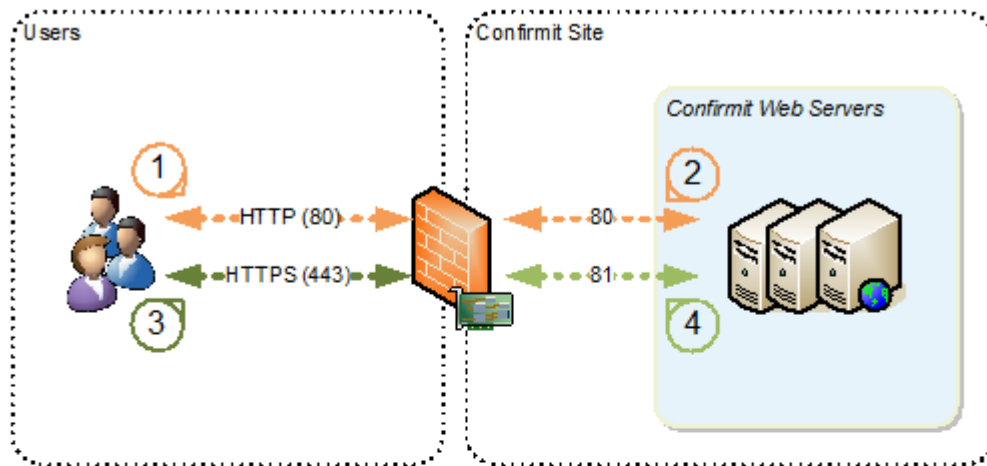 Users
Confirmit Site
Confirmit Web Servers
1
2
HTTP (80)
80
HTTPS (443)
81
3
4